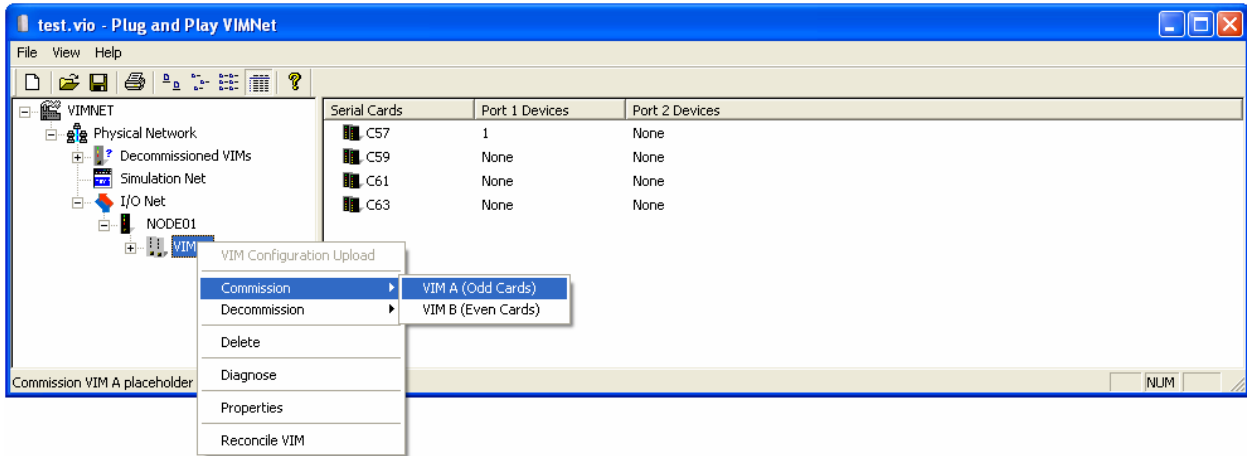 test.vio - Plug and Play VIMNet
File View Help
VIMNET
Physical Network
Decommissioned VIMs
Simulation Net
I/O Net
NODE01
VIM
Serial Cards Port 1 Devices Port 2 Devices
C57 1 None
C59 None None
C61 None None
C63 None None
VIM Configuration Upload
Commission
Decommission
Delete
Diagnose
Properties
Reconcile VIM
VIM A (Odd Cards)
VIM B (Even Cards)
Commission VIM A placeholder
NUM